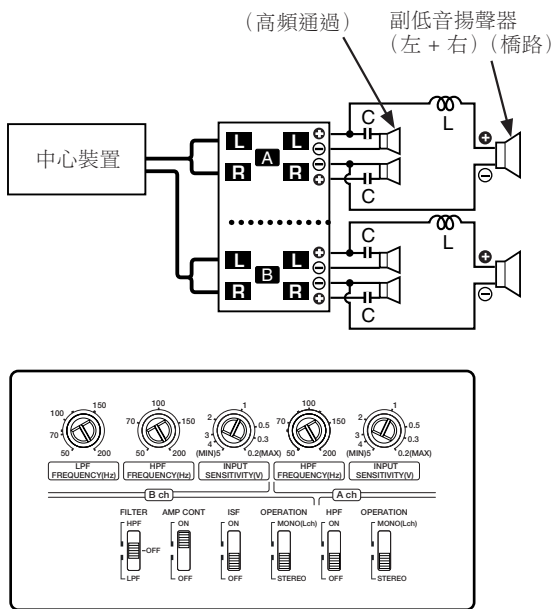 （高頻通過）
副低音揚聲器
（左 + 右）（橋路）
中心裝置
L A L
R R
C
C
L
⊕
⊖
⊖
⊕
⊕
⊖
L B L
R R
C
C
L
⊕
⊖
⊖
⊕
⊕
⊖
50 70 100 150 200
LPF
FREQUENCY(Hz)
50 70 100 150 200
HPF
FREQUENCY(Hz)
(MIN)5 4 3 2 1 0.5 0.3 0.2(MAX)
INPUT
SENSITIVITY(V)
50 70 100 150 200
HPF
FREQUENCY(Hz)
(MIN)5 4 3 2 1 0.5 0.3 0.2(MAX)
INPUT
SENSITIVITY(V)
B ch
A ch
FILTER
HPF
OFF
LPF
AMP CONT
ON
OFF
ISF
ON
OFF
OPERATION
MONO(Lch)
STEREO
HPF
ON
OFF
OPERATION
MONO(Lch)
STEREO